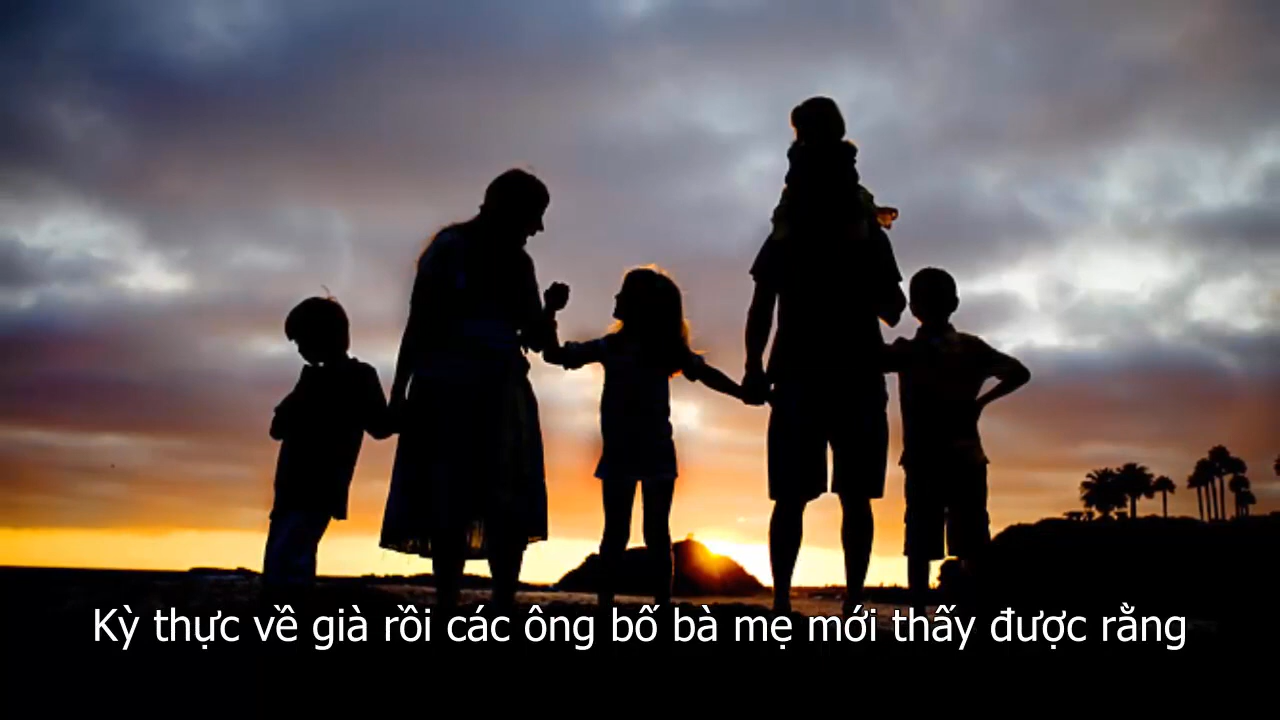 Kỳ thực về già rồi các ông bố bà mẹ mới thấy được rằng